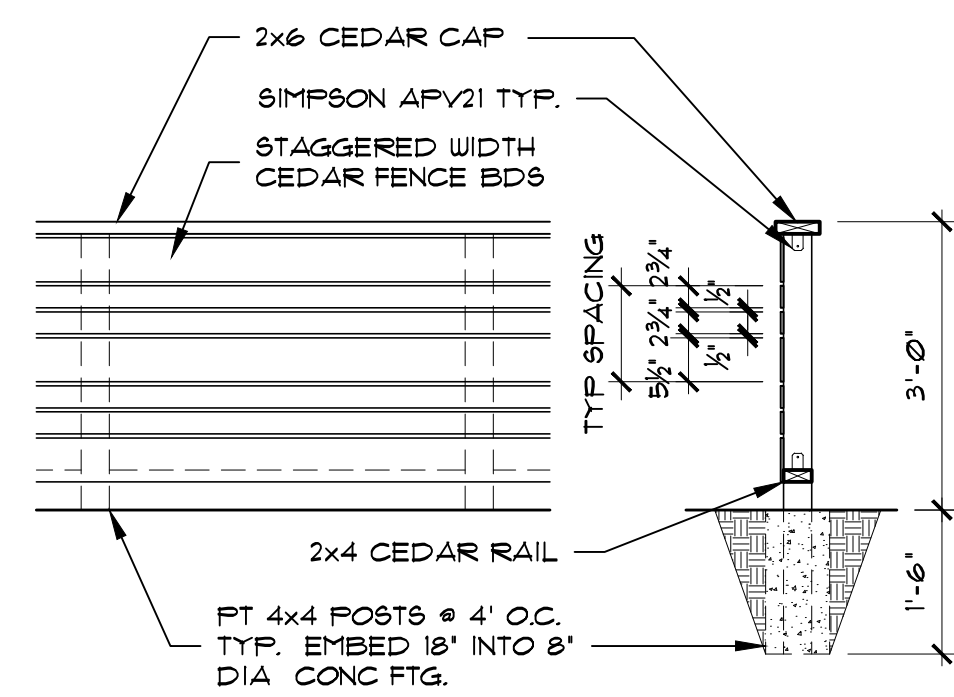 2x6 CEDAR CAP
SIMPSON APV21 TYP.
STAGGERED WIDTH
CEDAR FENCE BDS
TYP SPACING
5½" 2¾" 2¾"
½" ½"
3'-0"
1'-6"
2x4 CEDAR RAIL
PT 4x4 POSTS @ 4' O.C.
TYP. EMBED 18" INTO 8"
DIA CONC FTG.